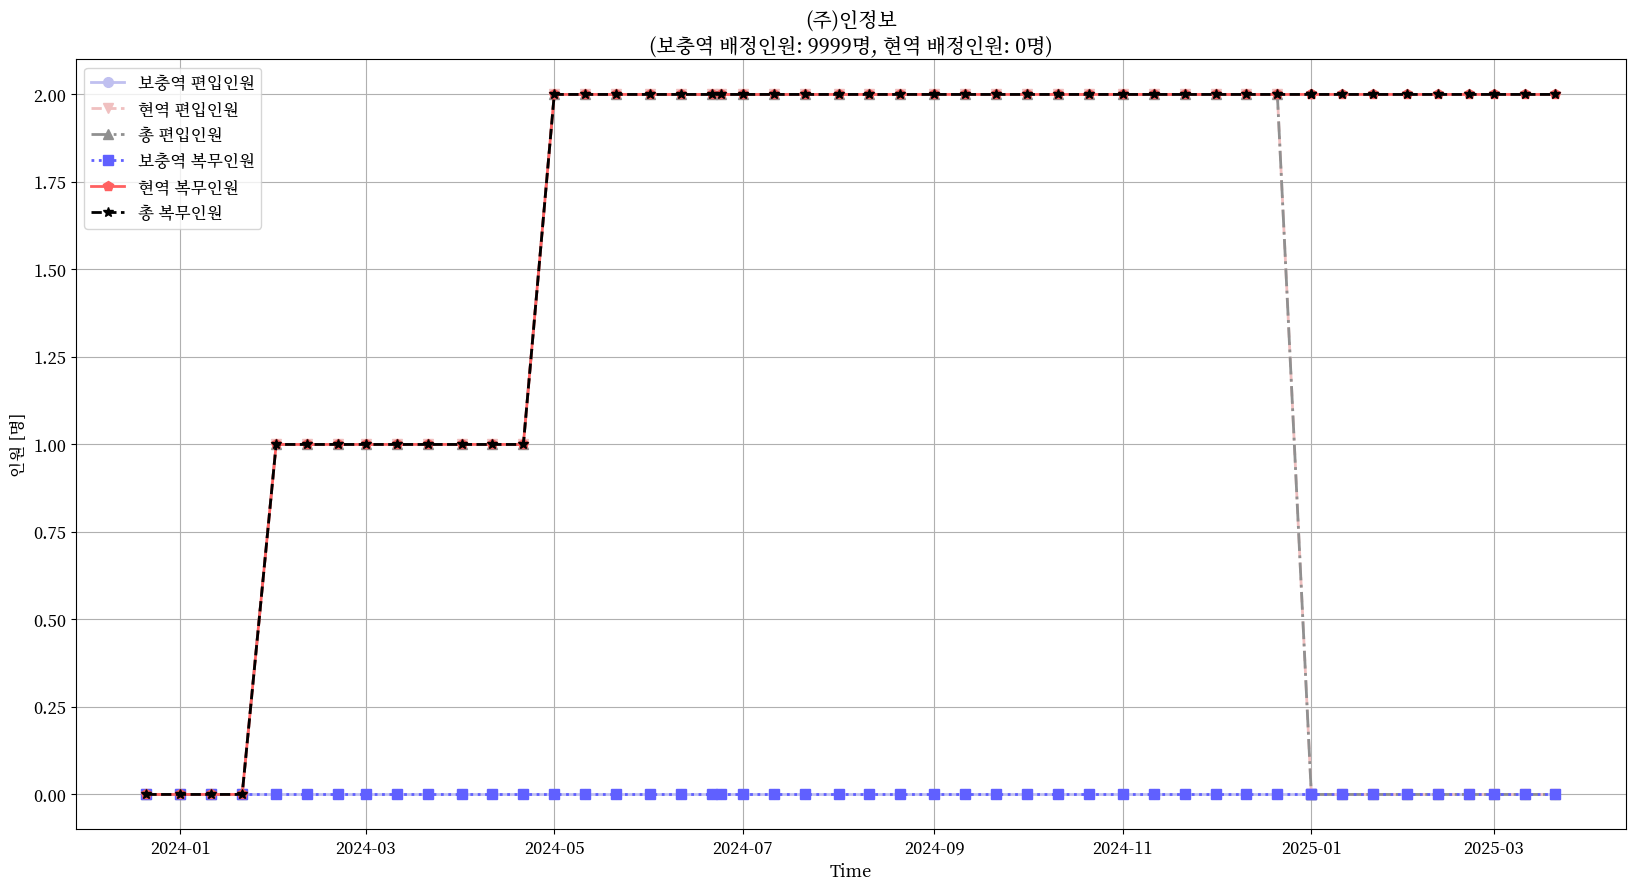 (주)인정보
(보충역 배정인원: 9999명, 현역 배정인원: 0명)
보충역 편입인원
현역 편입인원
총 편입인원
보충역 복무인원
현역 복무인원
총 복무인원
2.00
1.75
1.50
1.25
1.00
0.75
0.50
0.25
0.00
인원 [명]
2024-01
2024-03
2024-05
2024-07
2024-09
2024-11
2025-01
2025-03
Time